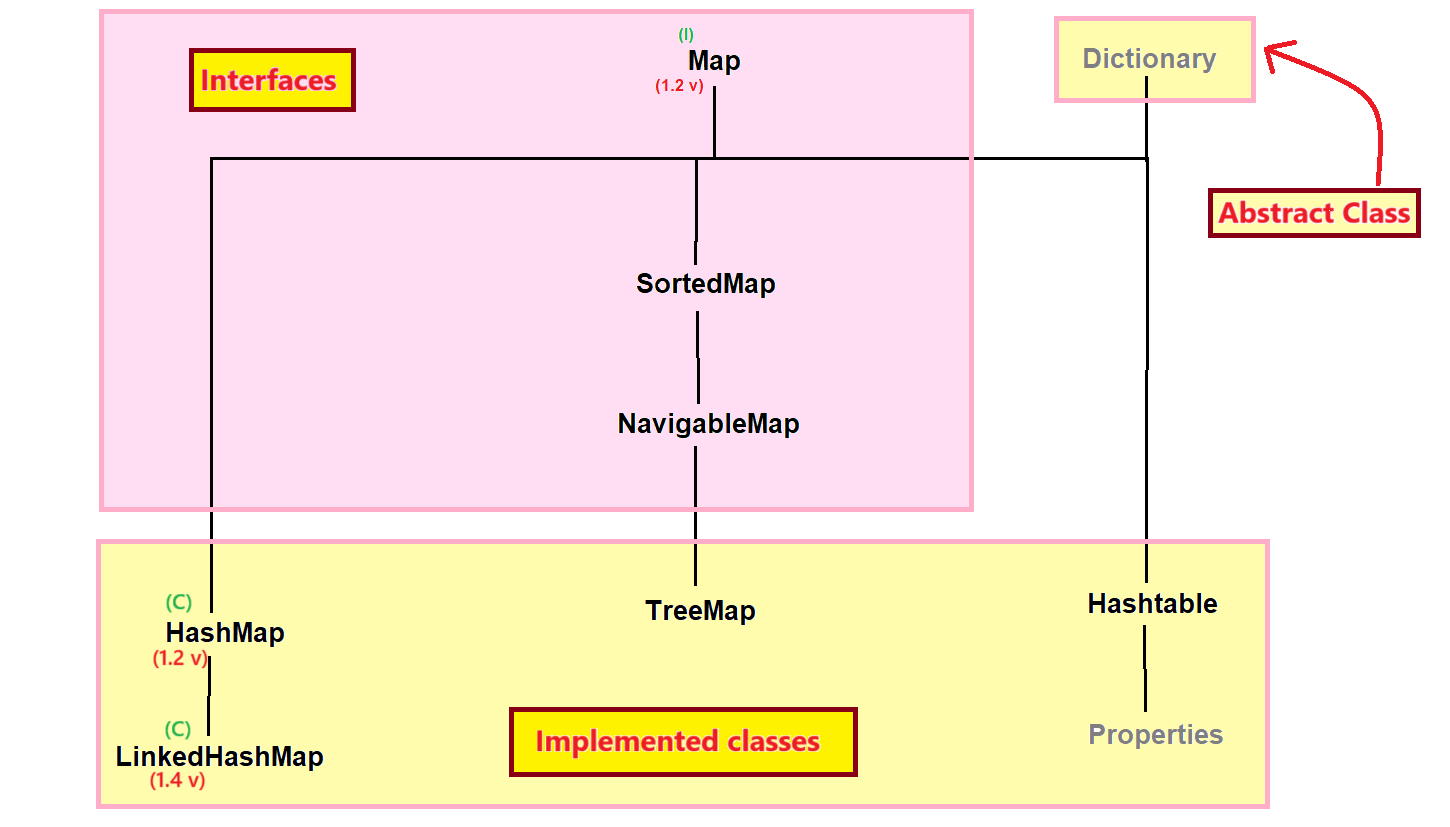 (I)
Map
(1.2 v)
Interfaces
Dictionary
Abstract Class
SortedMap
NavigableMap
(C)
HashMap
(1.2 v)
TreeMap
Hashtable
(C)
LinkedHashMap
(1.4 v)
Implemented classes
Properties